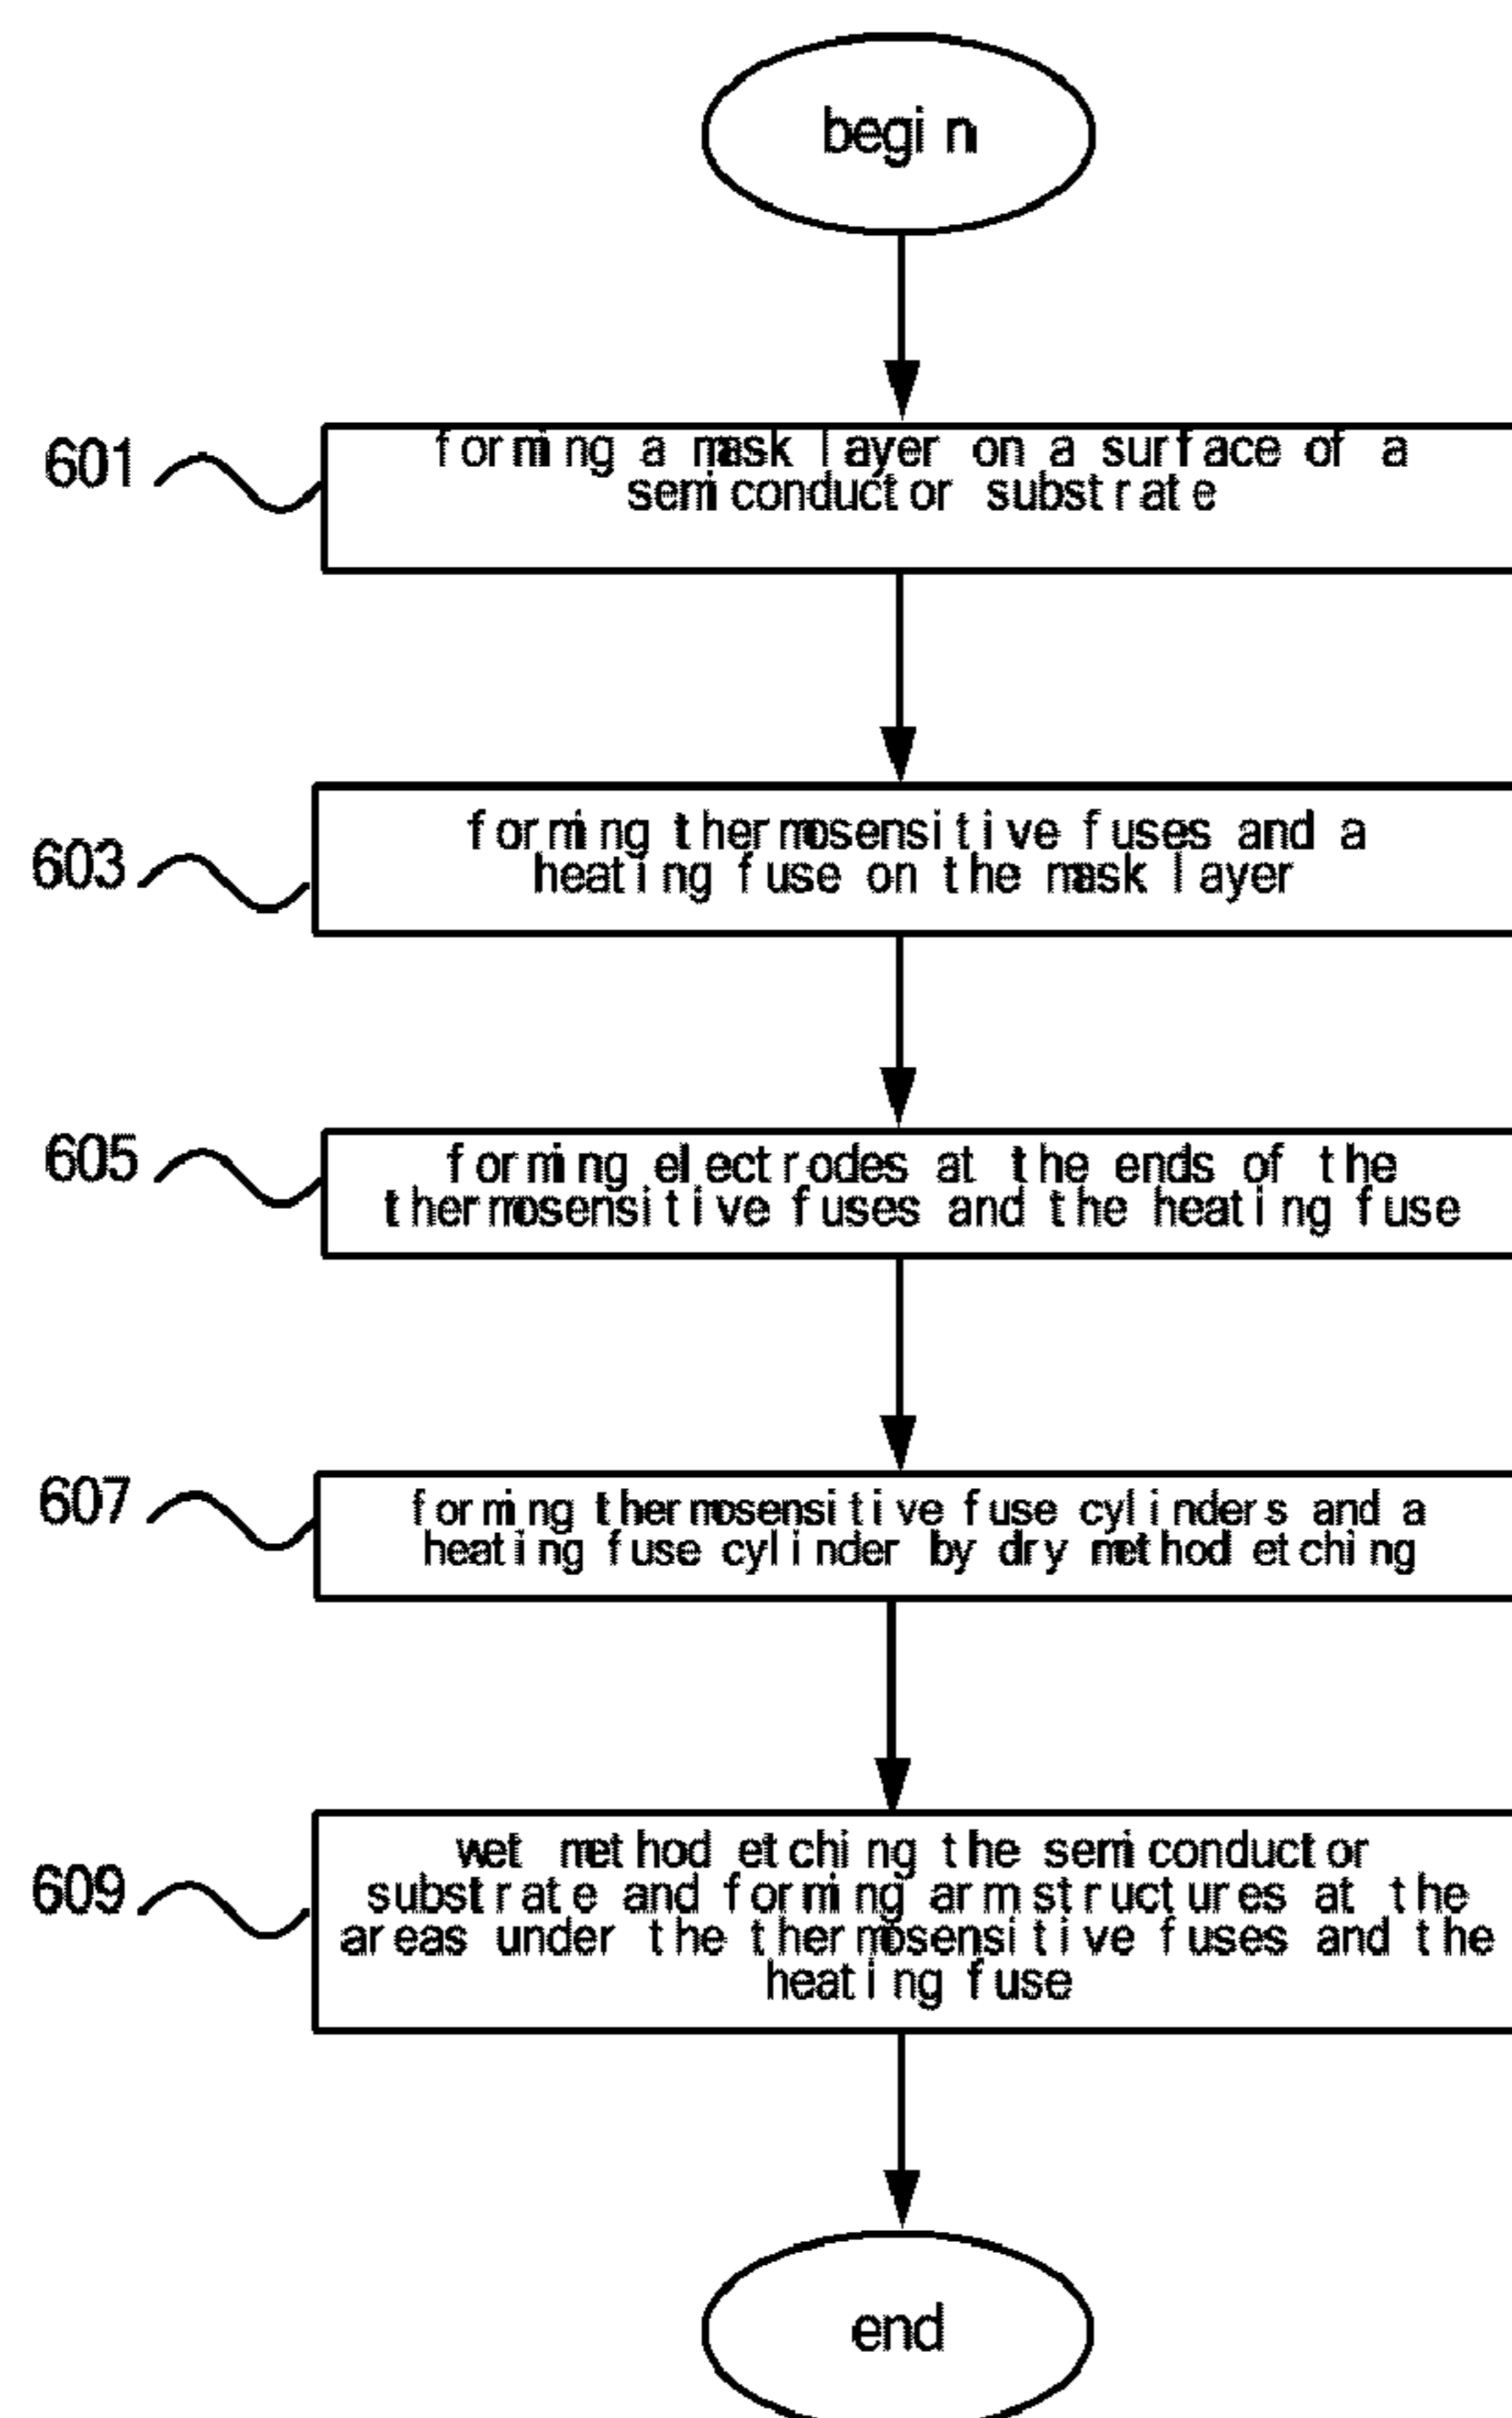 begin
601
forming a mask layer on a surface of a
semiconductor substrate
603
forming thermosensitive fuses and a
heating fuse on the mask layer
605
forming electrodes at the ends of the
thermosensitive fuses and the heating fuse
607
forming thermosensitive fuse cylinders and a
heating fuse cylinder by dry method etching
609
wet method etching the semiconductor
substrate and forming arm structures at the
areas under the thermosensitive fuses and the
heating fuse
end